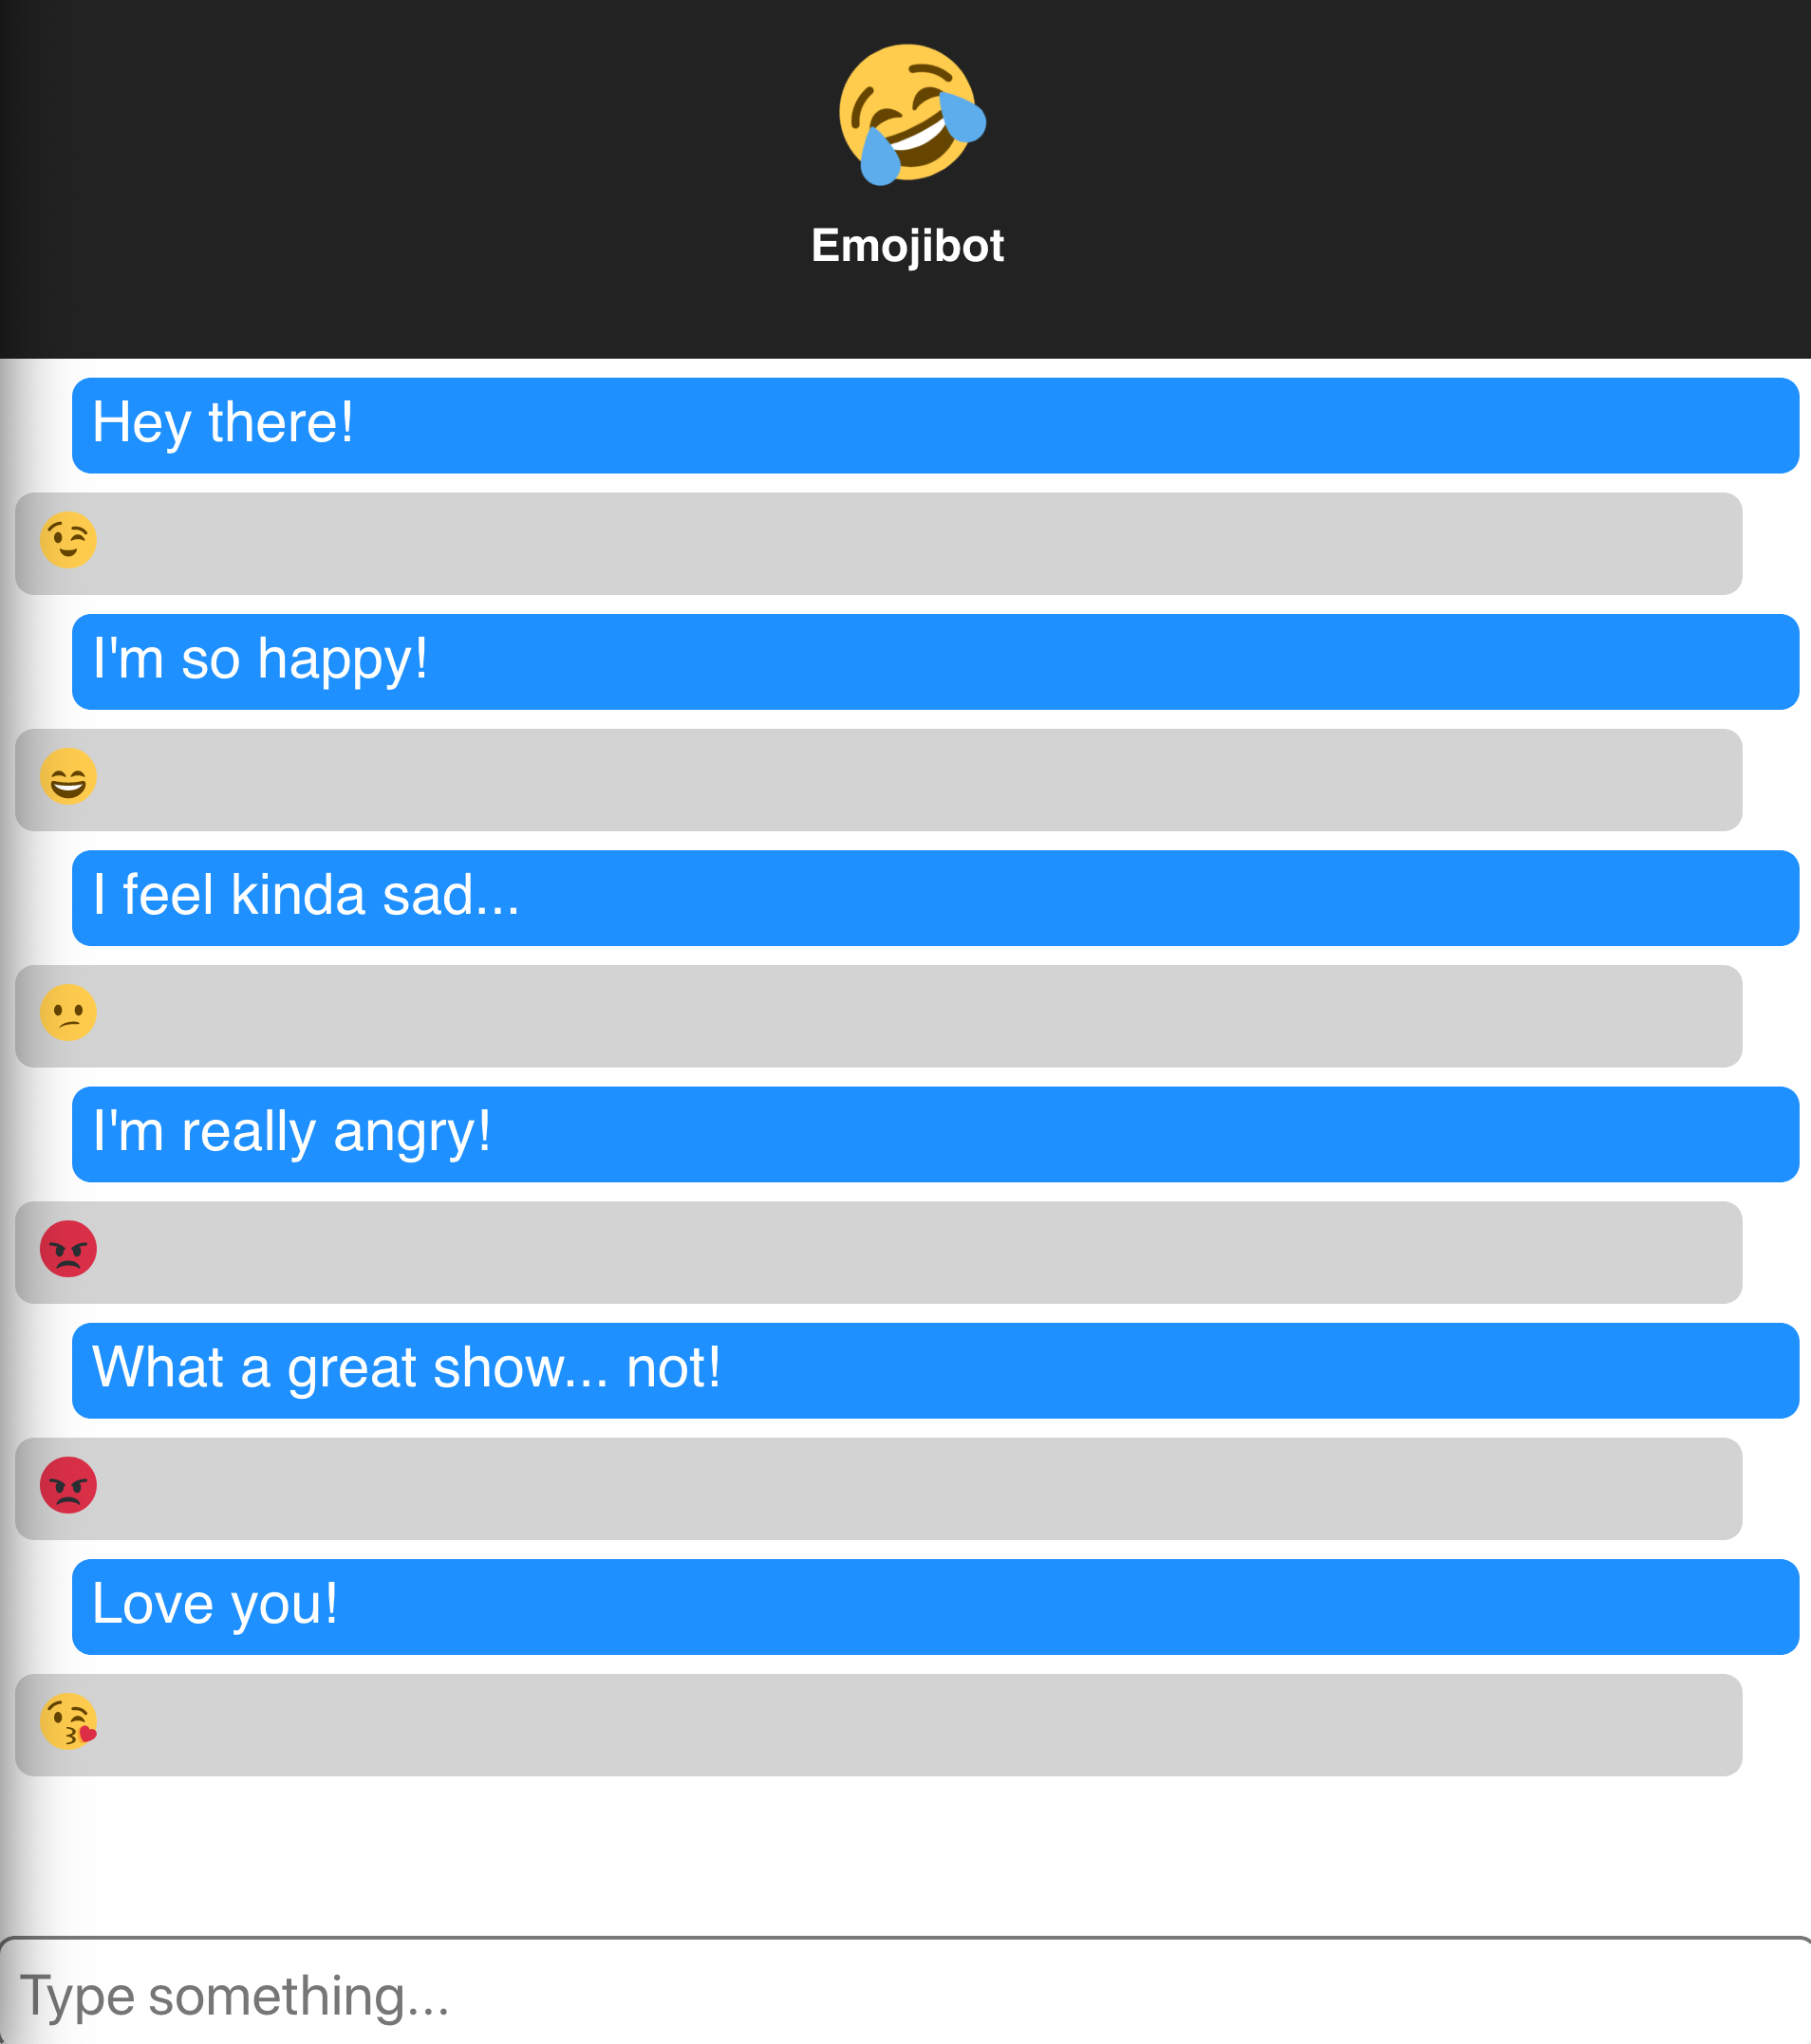 Emojibot
Hey there!
😉
I'm so happy!
😄
I feel kinda sad...
😕
I'm really angry!
😡
What a great show... not!
😡
Love you!
😘
Type something...